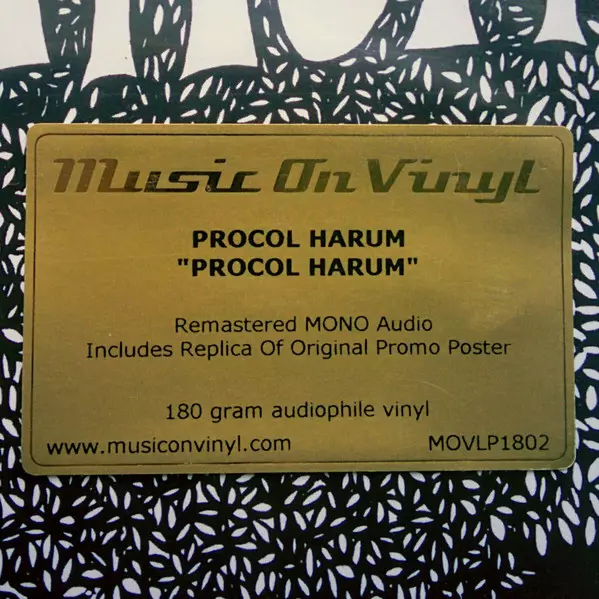 Music On Vinyl
PROCOL HARUM
"PROCOL HARUM"
Remastered MONO Audio
Includes Replica Of Original Promo Poster
180 gram audiophile vinyl
www.musiconvinyl.com MOVLP1802